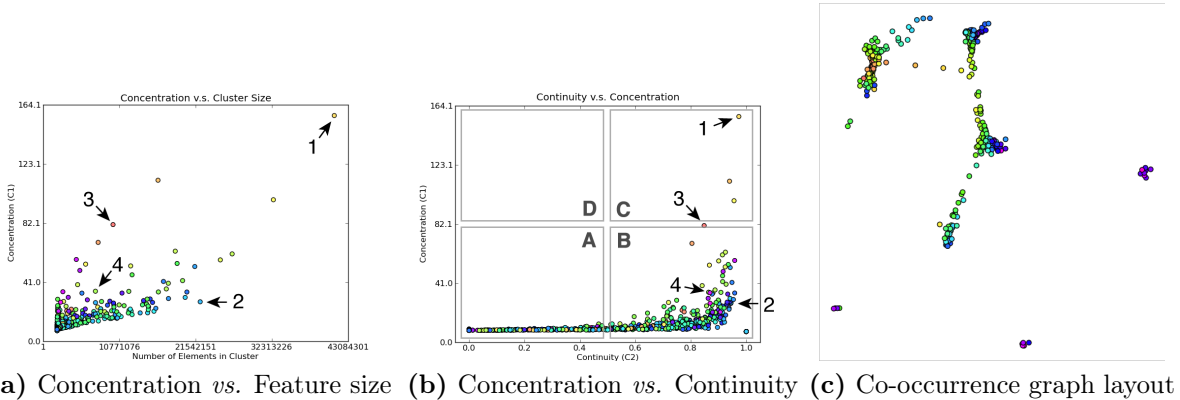 Concentration v.s. Cluster Size
164.1
123.1
82.1
41.0
0.0
Concentration (C1)
1
3
4
2
1
10771076
21542151
32313226
43084301
Number of Elements in Cluster
Continuity v.s. Concentration
164.1
123.1
82.1
41.0
0.0
Concentration (C1)
1
3
D
C
A
B
4
2
0.0
0.2
0.4
0.6
0.8
1.0
Continuity (C2)
a) Concentration vs. Feature size (b) Concentration vs. Continuity (c) Co-occurrence graph layout